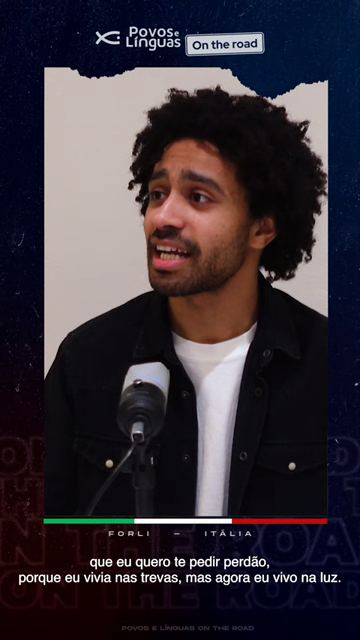 Povos e
Línguas
On the road
FORLI — ITÁLIA
que eu quero te pedir perdão,
porque eu vivia nas trevas, mas agora eu vivo na luz.
POVOS E LÍNGUAS ON THE ROAD